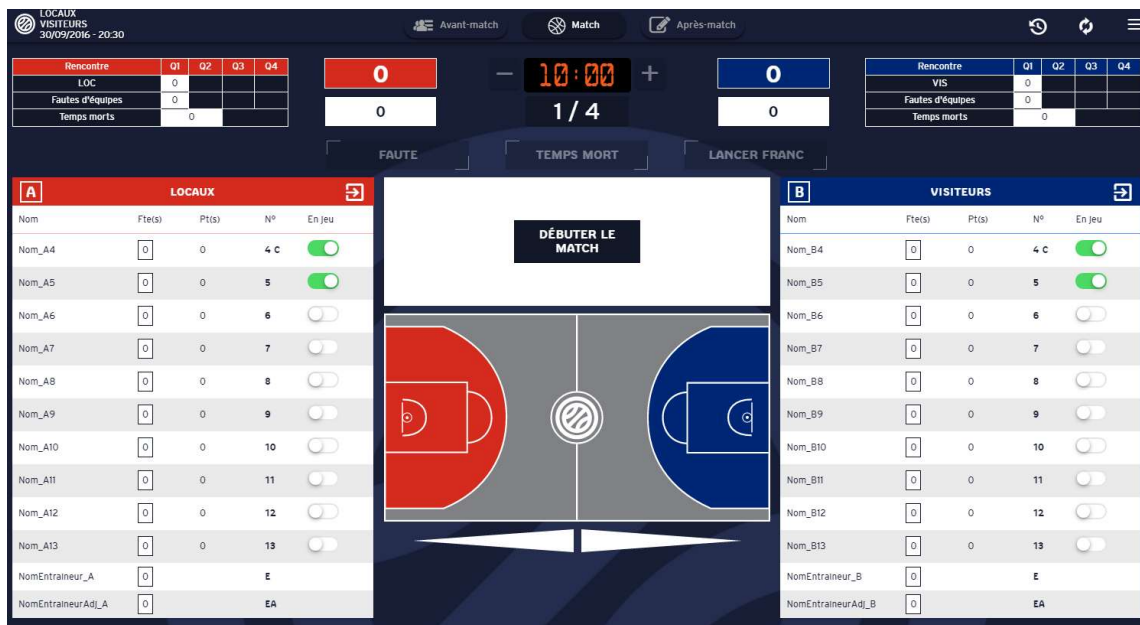 LOCAUX
VISITEURS
30/09/2016 - 20:30
Avant-match
Match
Après-match
Rencontre Q1 Q2 Q3 Q4
LOC 0
Fautes d'équipes 0
Temps morts 0
0
0
10:00
1 / 4
0
0
Rencontre Q1 Q2 Q3 Q4
VIS 0
Fautes d'équipes 0
Temps morts 0
FAUTE
TEMPS MORT
LANCER FRANC
A LOCAUX
Nom Fte(s) Pt(s) N° En jeu
Nom_A4 0 0 4 C
Nom_A5 0 0 5
Nom_A6 0 0 6
Nom_A7 0 0 7
Nom_A8 0 0 8
Nom_A9 0 0 9
Nom_A10 0 0 10
Nom_A11 0 0 11
Nom_A12 0 0 12
Nom_A13 0 0 13
NomEntraineur_A 0 E
NomEntraineurAdj_A 0 EA
DÉBUTER LE
MATCH
B VISITEURS
Nom Fte(s) Pt(s) N° En jeu
Nom_B4 0 0 4 C
Nom_B5 0 0 5
Nom_B6 0 0 6
Nom_B7 0 0 7
Nom_B8 0 0 8
Nom_B9 0 0 9
Nom_B10 0 0 10
Nom_B11 0 0 11
Nom_B12 0 0 12
Nom_B13 0 0 13
NomEntraineur_B 0 E
NomEntraineurAdj_B 0 EA